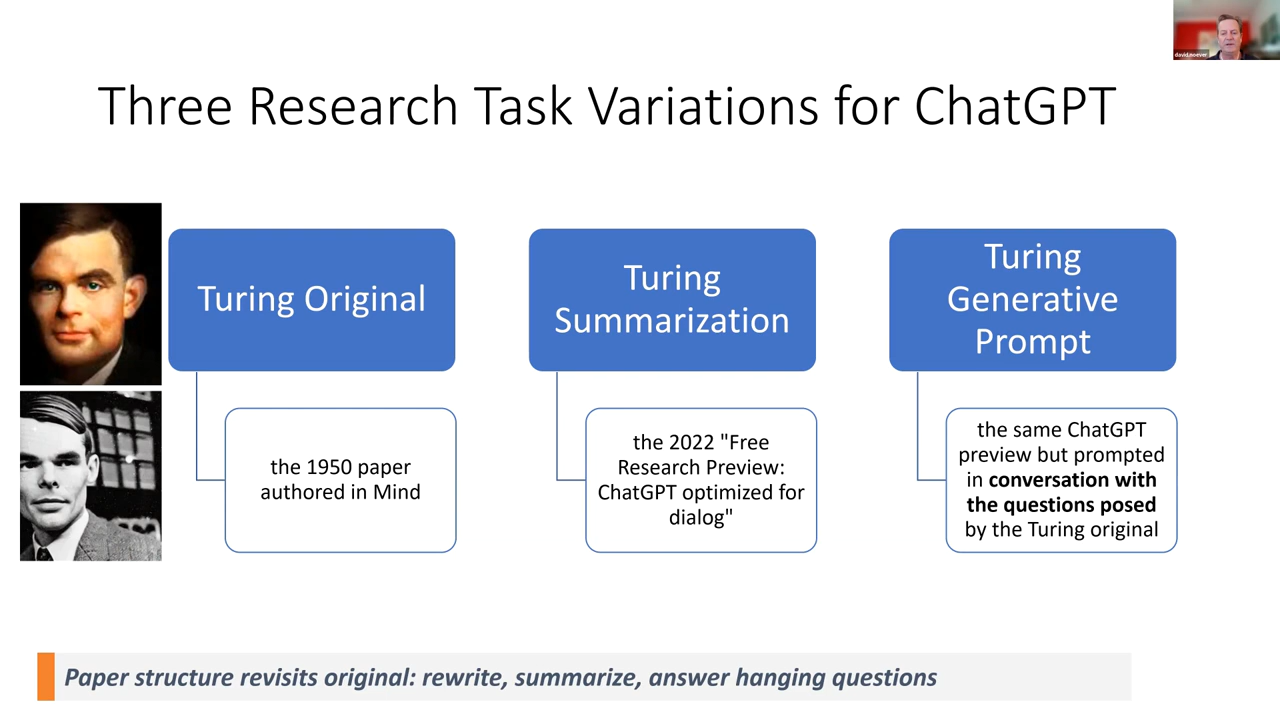 david.noever
Three Research Task Variations for ChatGPT
Turing Original
the 1950 paper
authored in Mind
Turing
Summarization
the 2022 "Free
Research Preview:
ChatGPT optimized for
dialog"
Turing
Generative
Prompt
the same ChatGPT
preview but prompted
in conversation with
the questions posed
by the Turing original
Paper structure revisits original: rewrite, summarize, answer hanging questions